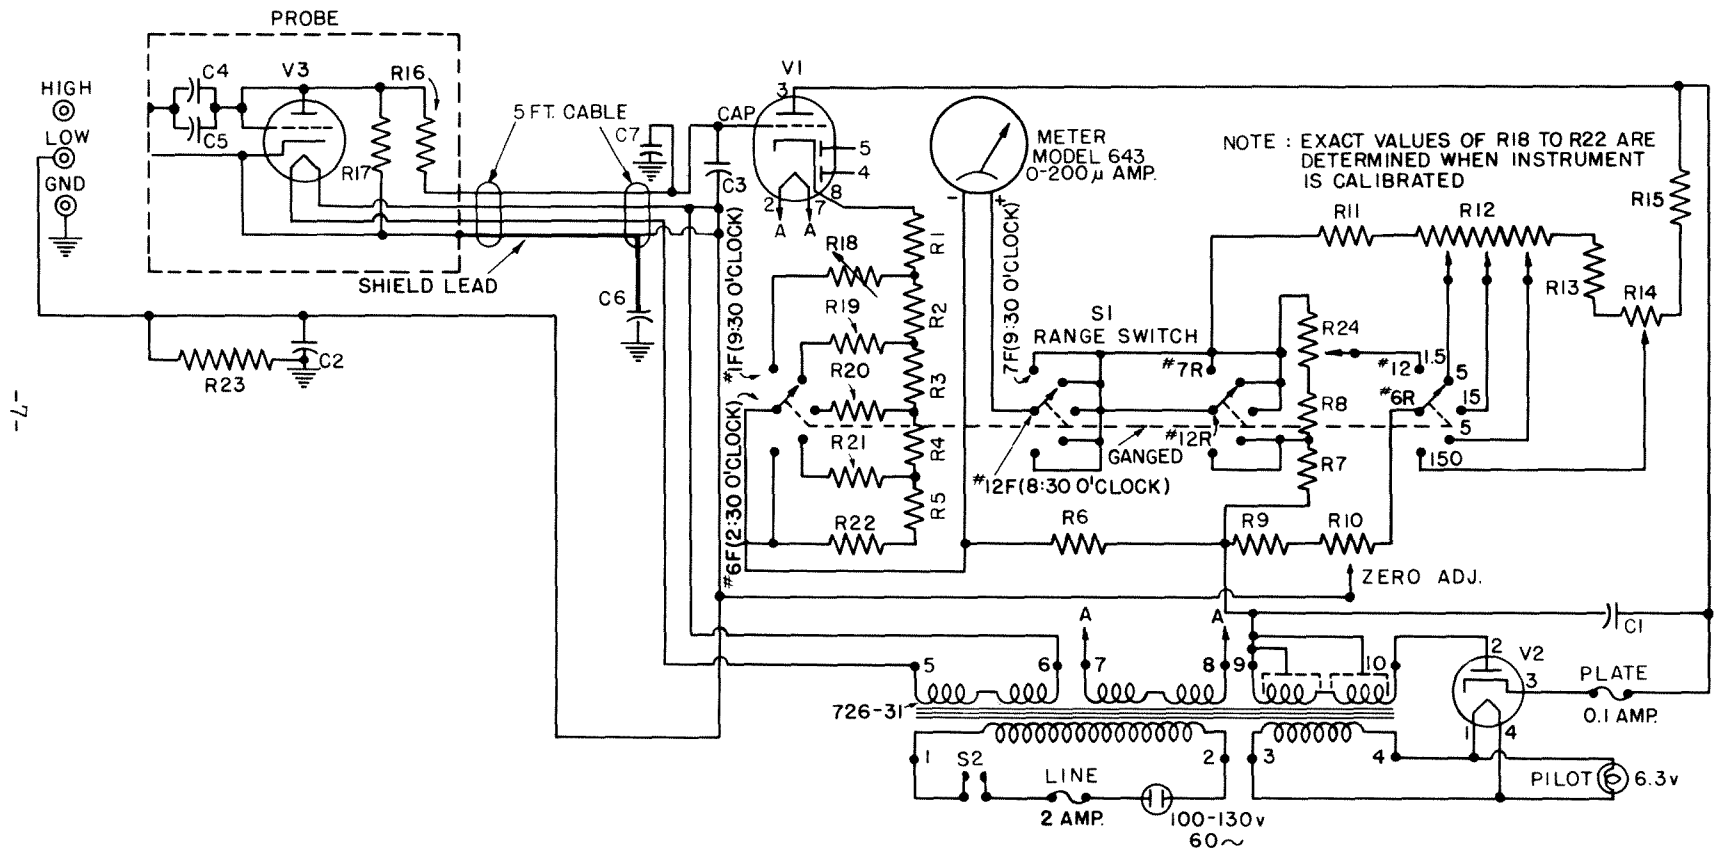 PROBE
HIGH
LOW
GND
C4
C5
V3
R16
R17
5 FT. CABLE
C7
CAP
C3
SHIELD LEAD
C6
R23
C2
-7-
V1
3
5
4
8
2
7
A
A
METER
MODEL 643
0-200μ AMP.
-
+
NOTE : EXACT VALUES OF R18 TO R22 ARE
DETERMINED WHEN INSTRUMENT
IS CALIBRATED
R1
R2
R3
R4
R5
R18
R19
R20
R21
R22
#1F(9:30 O'CLOCK)
#6F(2:30 O'CLOCK)
7F(9:30 O'CLOCK)
S1
RANGE SWITCH
#7R
#12R
GANGED
#12F(8:30 O'CLOCK)
R11
R12
R13
R14
R15
R24
R8
R7
#12
1.5
5
#6R
15
5
150
R6
R9
R10
ZERO ADJ.
C1
A
A
5
6
7
8
9
10
726-31
1
2
3
4
S2
LINE
2 AMP.
100-130v
60~
V2
2
3
1
4
PLATE
0.1 AMP.
PILOT
6.3v